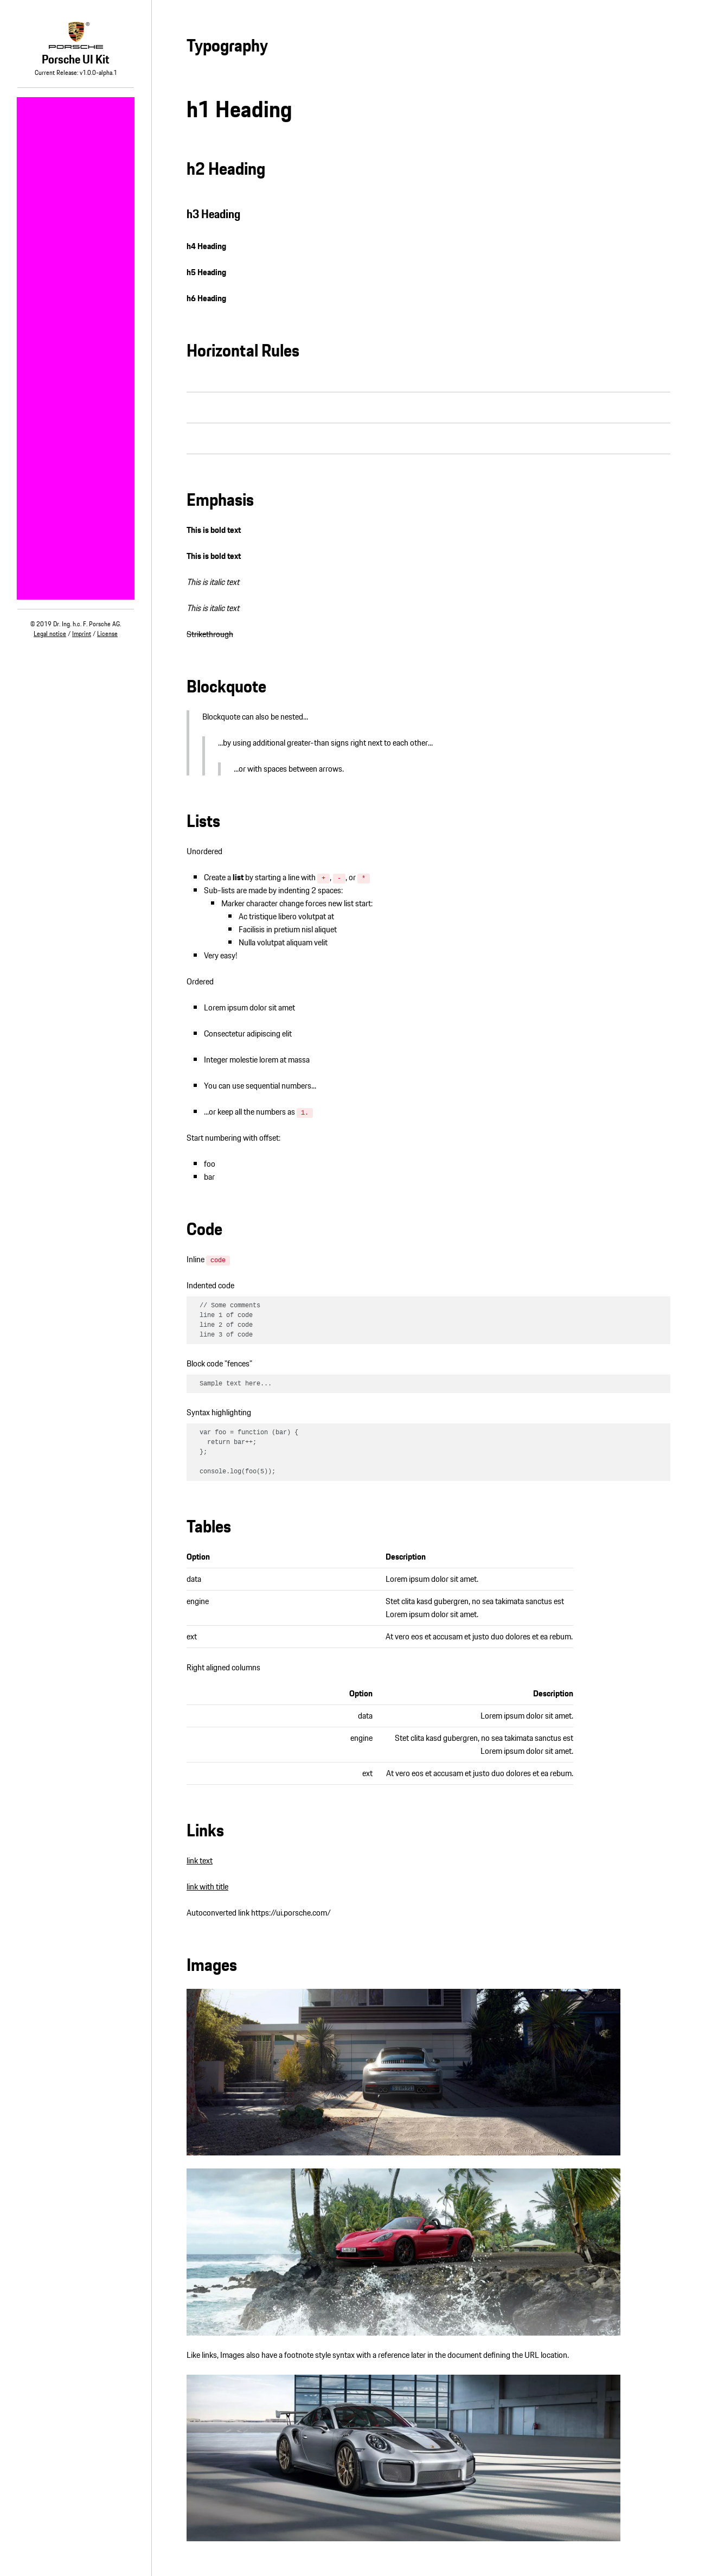 PORSCHE®
Porsche UI Kit
Current Release: v1.0.0-alpha.1
© 2019 Dr. Ing. h.c. F. Porsche AG.
Legal notice / Imprint / License
Typography
h1 Heading
h2 Heading
h3 Heading
h4 Heading
h5 Heading
h6 Heading
Horizontal Rules
Emphasis
This is bold text
This is bold text
This is italic text
This is italic text
Strikethrough
Blockquote
Blockquote can also be nested...
...by using additional greater-than signs right next to each other...
...or with spaces between arrows.
Lists
Unordered
Create a list by starting a line with + , - , or *
Sub-lists are made by indenting 2 spaces:
Marker character change forces new list start:
Ac tristique libero volutpat at
Facilisis in pretium nisl aliquet
Nulla volutpat aliquam velit
Very easy!
Ordered
Lorem ipsum dolor sit amet
Consectetur adipiscing elit
Integer molestie lorem at massa
You can use sequential numbers...
...or keep all the numbers as 1.
Start numbering with offset:
foo
bar
Code
Inline code
Indented code
// Some comments
line 1 of code
line 2 of code
line 3 of code
Block code "fences"
Sample text here...
Syntax highlighting
var foo = function (bar) {
  return bar++;
};
console.log(foo(5));
Tables
Option Description
data Lorem ipsum dolor sit amet.
engine Stet clita kasd gubergren, no sea takimata sanctus est
Lorem ipsum dolor sit amet.
ext At vero eos et accusam et justo duo dolores et ea rebum.
Right aligned columns
Option Description
data Lorem ipsum dolor sit amet.
engine Stet clita kasd gubergren, no sea takimata sanctus est
Lorem ipsum dolor sit amet.
ext At vero eos et accusam et justo duo dolores et ea rebum.
Links
link text
link with title
Autoconverted link https://ui.porsche.com/
Images
Like links, Images also have a footnote style syntax with a reference later in the document defining the URL location.